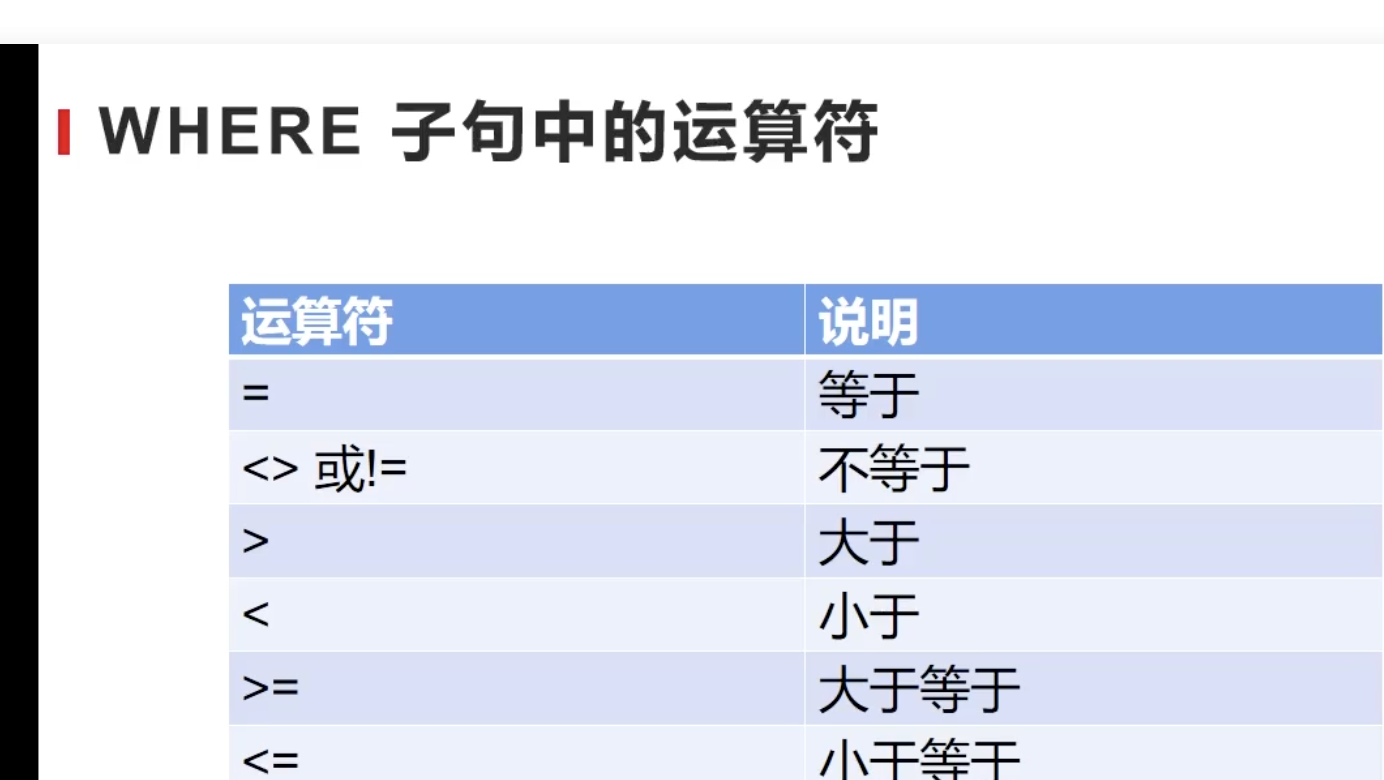 WHERE 子句中的运算符
运算符 说明
= 等于
<> 或!= 不等于
> 大于
< 小于
>= 大于等于
<= 小于等于